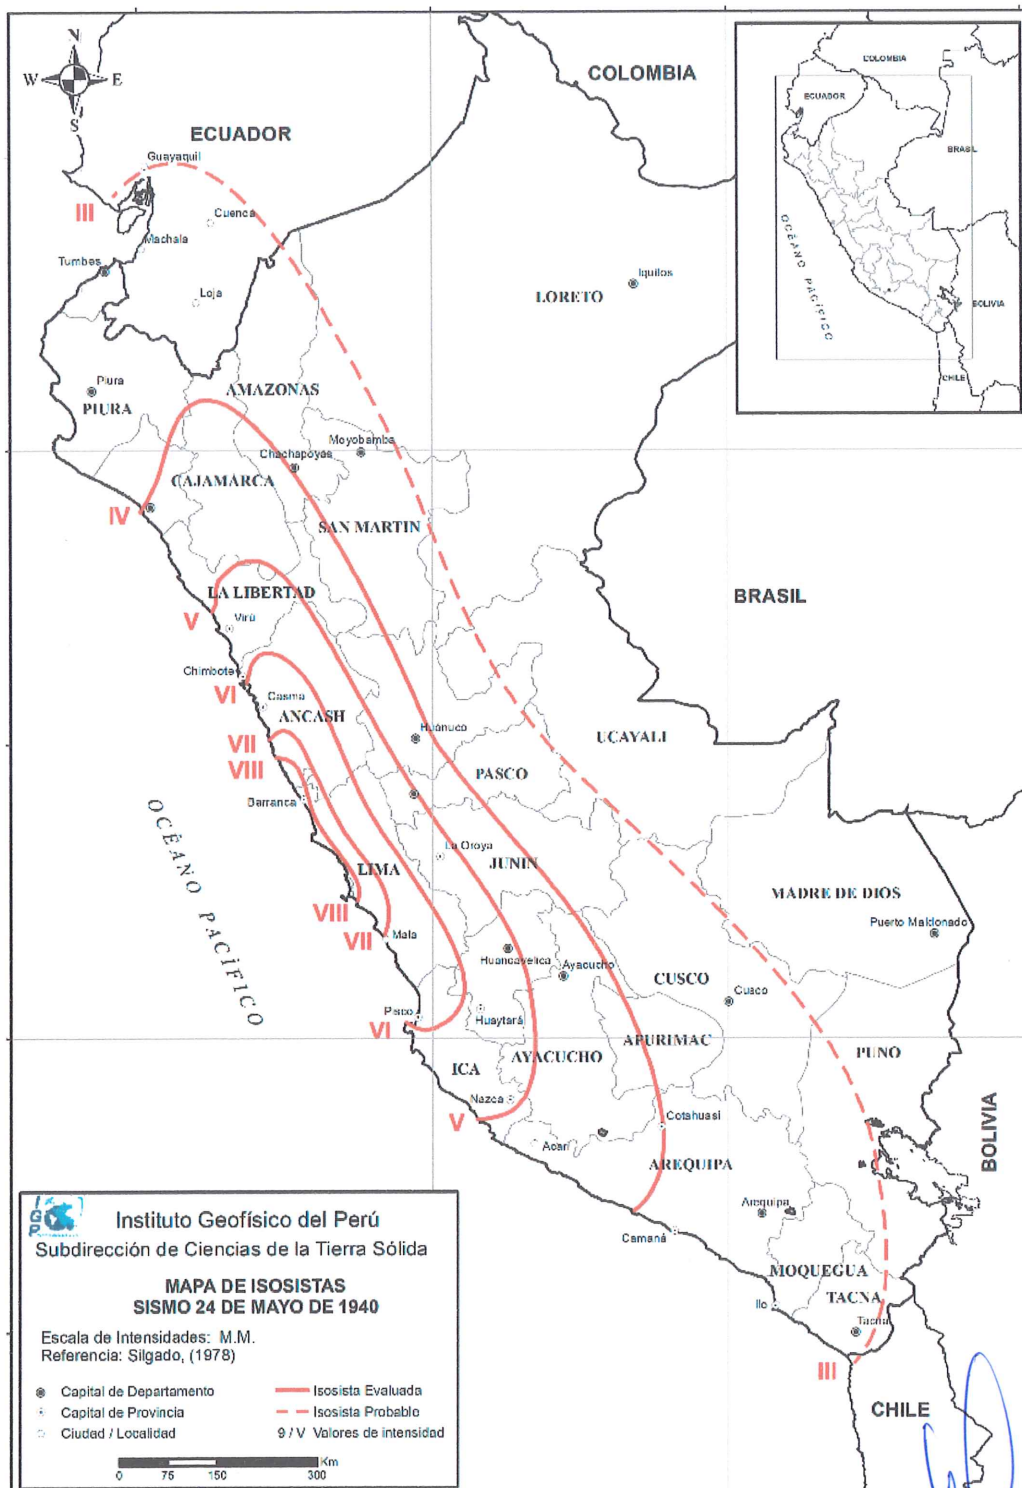 N
W E
S
COLOMBIA
ECUADOR
Guayaquil
III
Cuenca
Machala
Tumbes
Loja
Iquilos
LORETO
COLOMBIA
ECUADOR
BRASIL
OCÉANO PACÍFICO
BOLIVIA
CHILE
AMAZONAS
Piura
PIURA
Moyobamba
Chachapoyas
CAJAMARCA
IV
SAN MARTIN
LA LIBERTAD
BRASIL
V
Virú
Chimbote
VI
Casma
ANCASH
Huánuco
UCAYALI
VII
VIII
PASCO
Barranca
OCÉANO PACÍFICO
La Oroya
JUNIN
LIMA
MADRE DE DIOS
VIII
Puerto Maldonado
VII
Mala
Huancavelica
Ayacucho
CUSCO
Cusco
Pisco
Huaytará
VI
APURIMAC
AYACUCHO
PUNO
ICA
Nazca
V
Cotahuasi
BOLIVIA
Acarí
AREQUIPA
Arequipa
Camaná
MOQUEGUA
TACNA
Ilo
Tacna
III
CHILE
IGP
Instituto Geofísico del Perú
Subdirección de Ciencias de la Tierra Sólida
MAPA DE ISOSISTAS
SISMO 24 DE MAYO DE 1940
Escala de Intensidades: M.M.
Referencia: Silgado, (1978)
Capital de Departamento
Isosista Evaluada
Capital de Provincia
Isosista Probable
Ciudad / Localidad
9 / V Valores de intensidad
Km
0 75 150 300